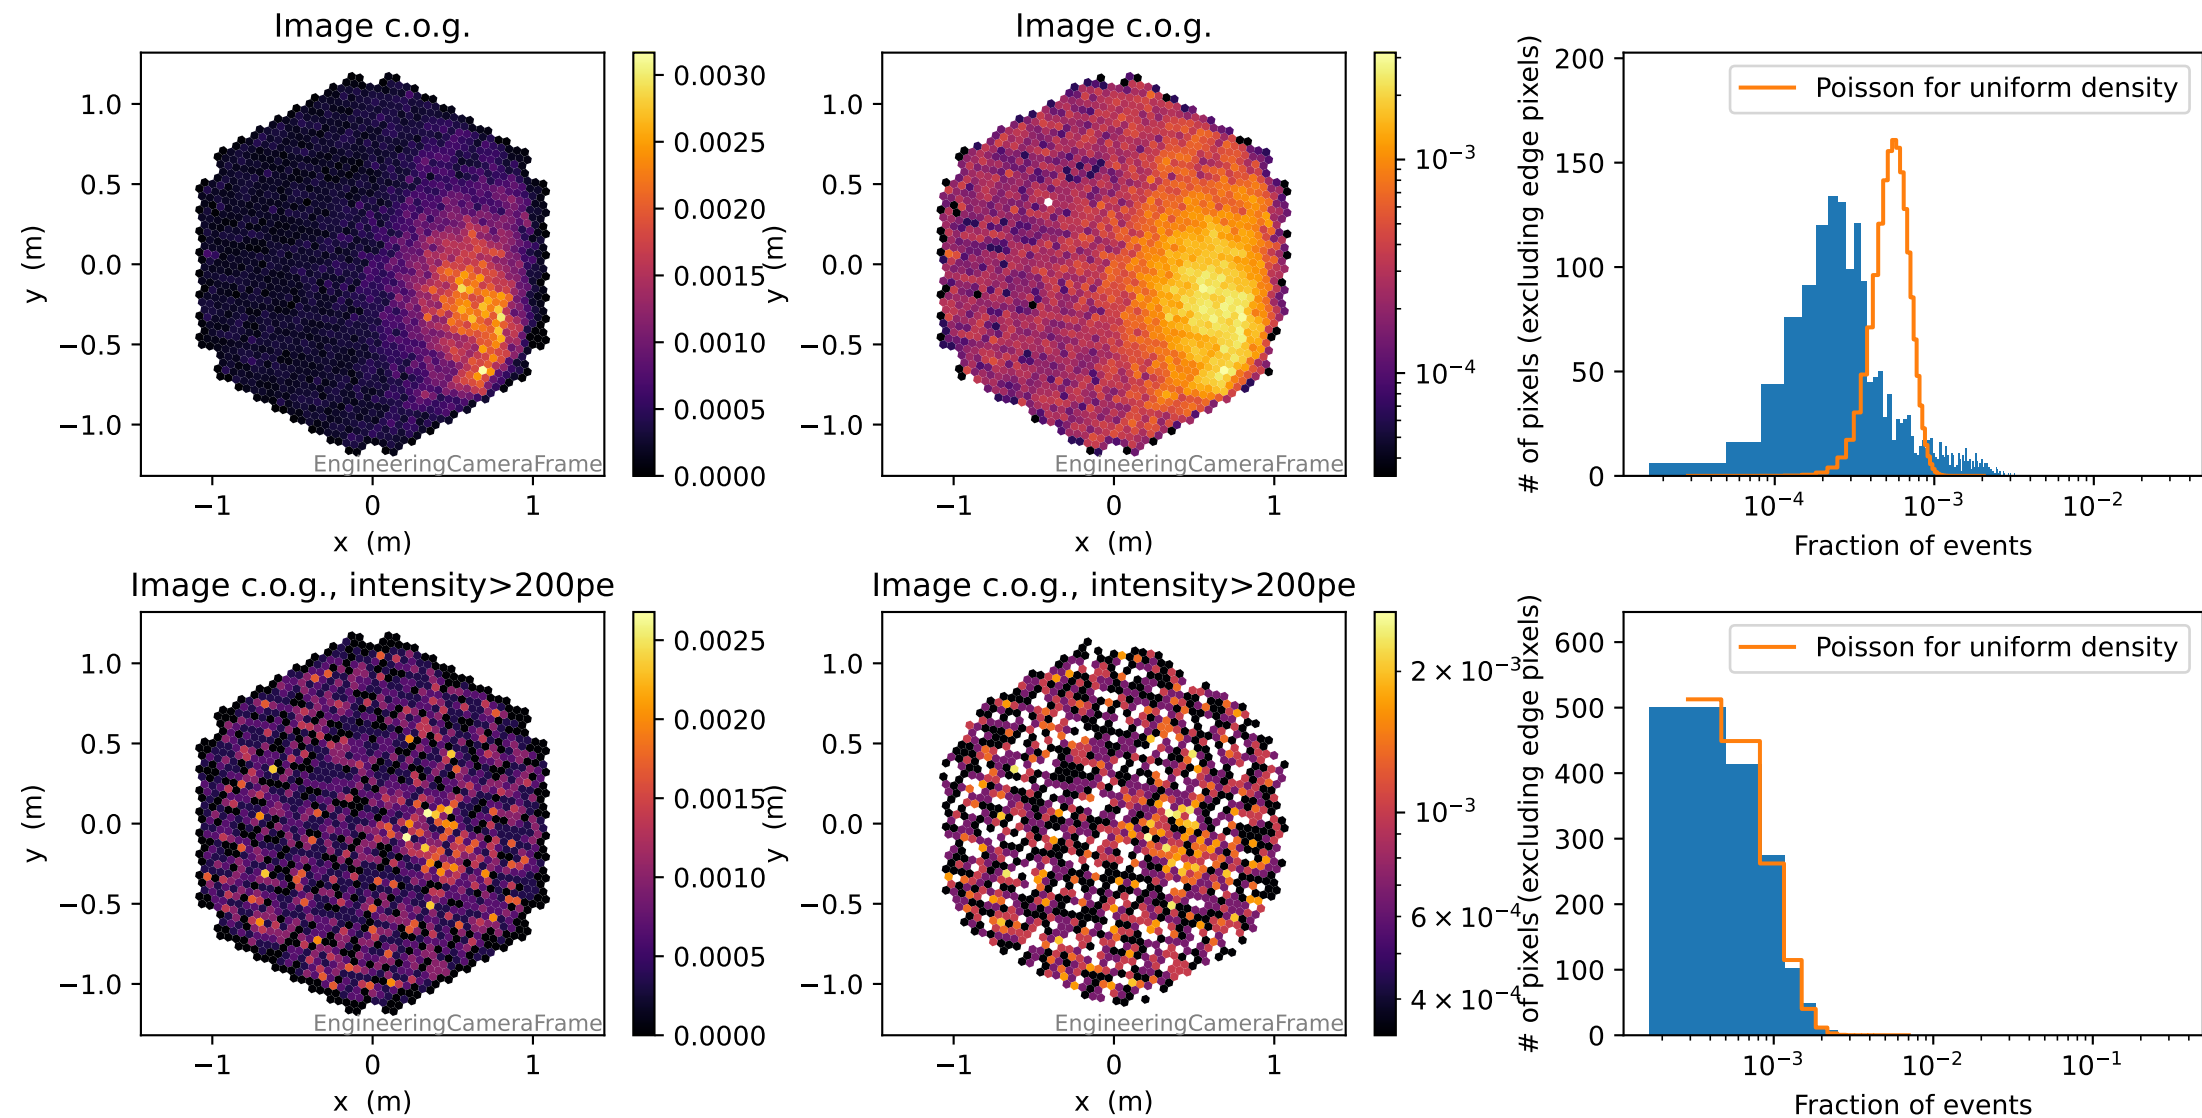 Image c.o.g.
1.0
0.5
0.0
−0.5
−1.0
y (m)
−1
0
1
x (m)
EngineeringCameraFrame
0.0030
0.0025
0.0020
0.0015
0.0010
0.0005
0.0000
Image c.o.g.
1.0
0.5
0.0
−0.5
−1.0
y (m)
−1
0
1
x (m)
EngineeringCameraFrame
10⁻³
10⁻⁴
200
150
100
50
0
# of pixels (excluding edge pixels)
Poisson for uniform density
10⁻⁴
10⁻³
10⁻²
Fraction of events
Image c.o.g., intensity>200pe
1.0
0.5
0.0
−0.5
−1.0
y (m)
−1
0
1
x (m)
EngineeringCameraFrame
0.0025
0.0020
0.0015
0.0010
0.0005
0.0000
Image c.o.g., intensity>200pe
1.0
0.5
0.0
−0.5
−1.0
y (m)
−1
0
1
x (m)
EngineeringCameraFrame
2 × 10⁻³
10⁻³
6 × 10⁻⁴
4 × 10⁻⁴
600
500
400
300
200
100
0
# of pixels (excluding edge pixels)
Poisson for uniform density
10⁻³
10⁻²
10⁻¹
Fraction of events